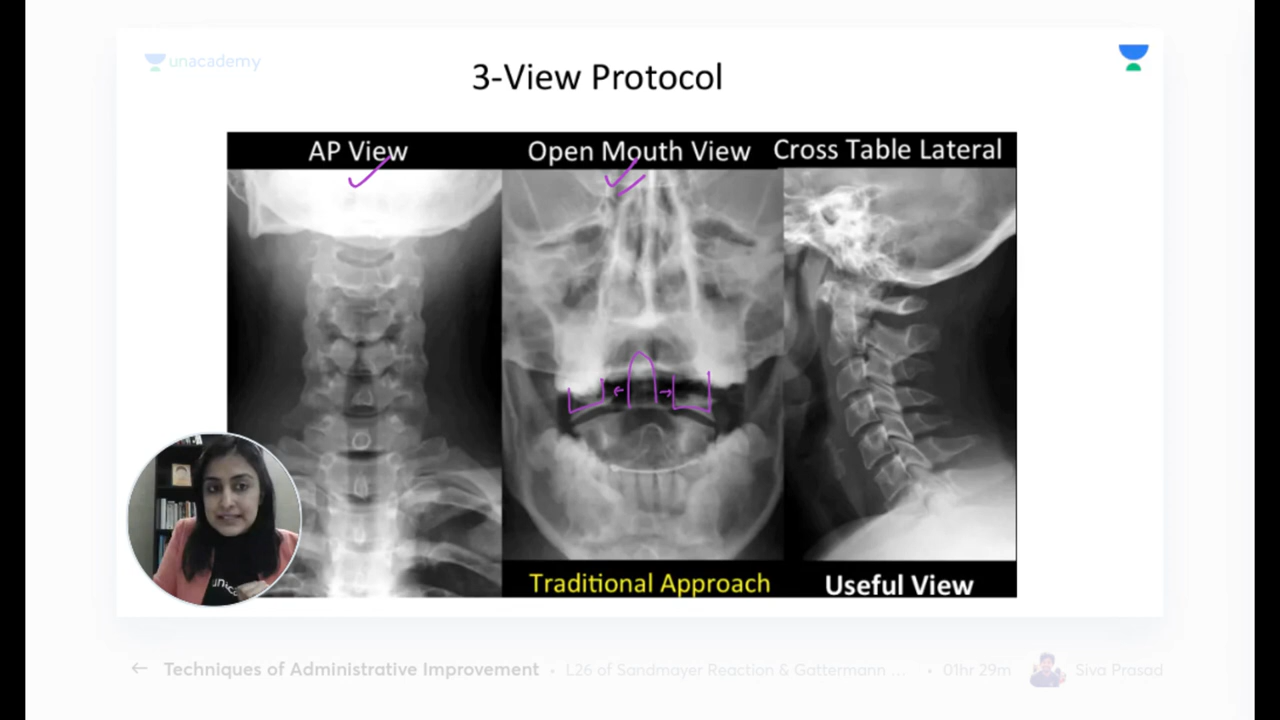 unacademy
3-View Protocol
AP View
Open Mouth View
Cross Table Lateral
Traditional Approach
Useful View
← Techniques of Administrative Improvement • L26 of Sandmayer Reaction & Gattermann ... • 01hr 29m Siva Prasad